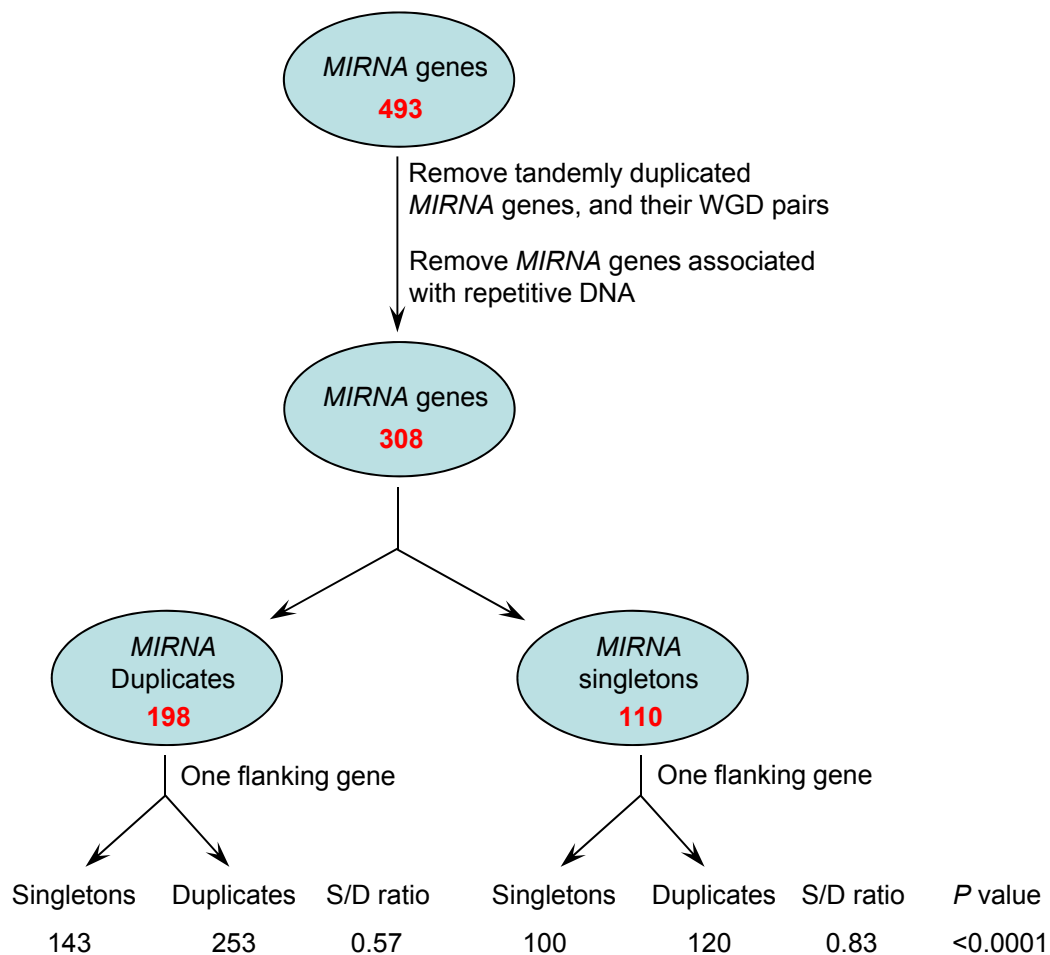 MIRNA genes
493
Remove tandemly duplicated
MIRNA genes, and their WGD pairs
Remove MIRNA genes associated
with repetitive DNA
MIRNA genes
308
MIRNA
Duplicates
198
MIRNA
singletons
110
One flanking gene
One flanking gene
Singletons Duplicates S/D ratio Singletons Duplicates S/D ratio P value
143 253 0.57 100 120 0.83 <0.0001